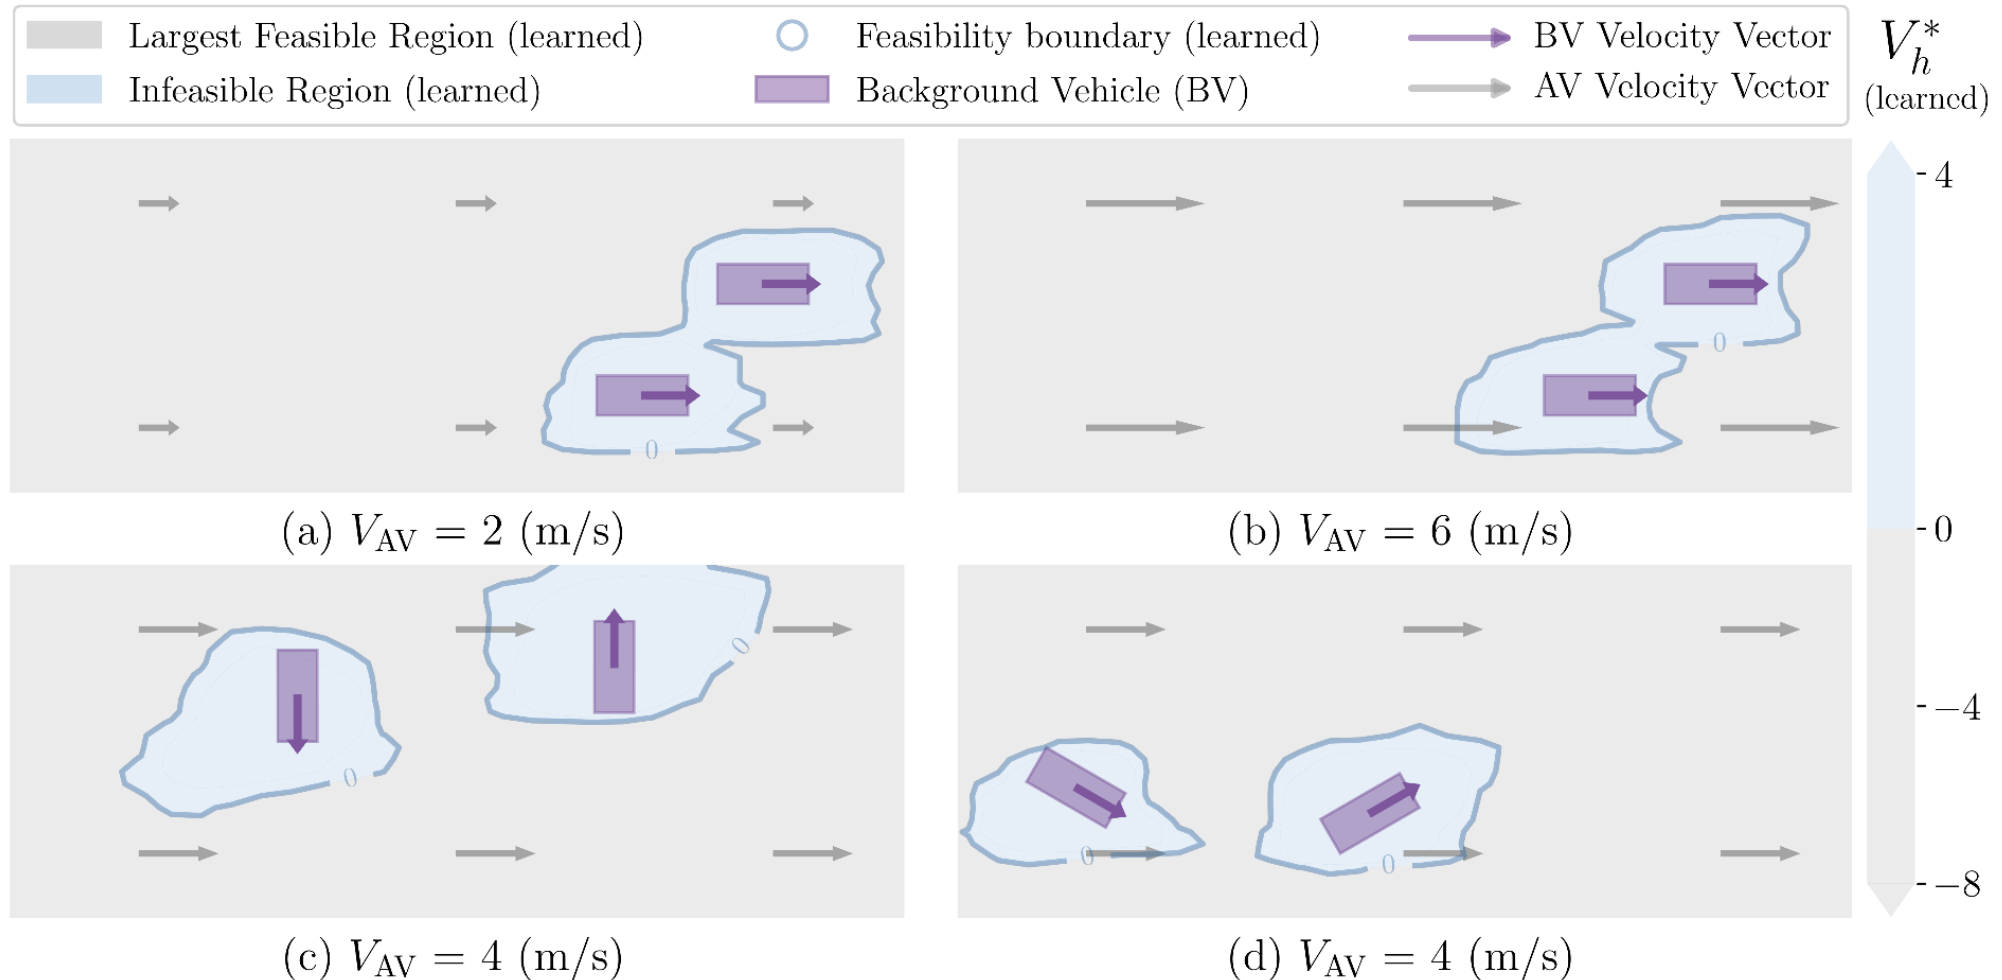 Largest Feasible Region (learned)
Feasibility boundary (learned)
BV Velocity Vector
Infeasible Region (learned)
Background Vehicle (BV)
AV Velocity Vector
V*h
(learned)
4
0
−4
−8
0
0
(a) VAV = 2 (m/s)
(b) VAV = 6 (m/s)
0
0
0
0
(c) VAV = 4 (m/s)
(d) VAV = 4 (m/s)